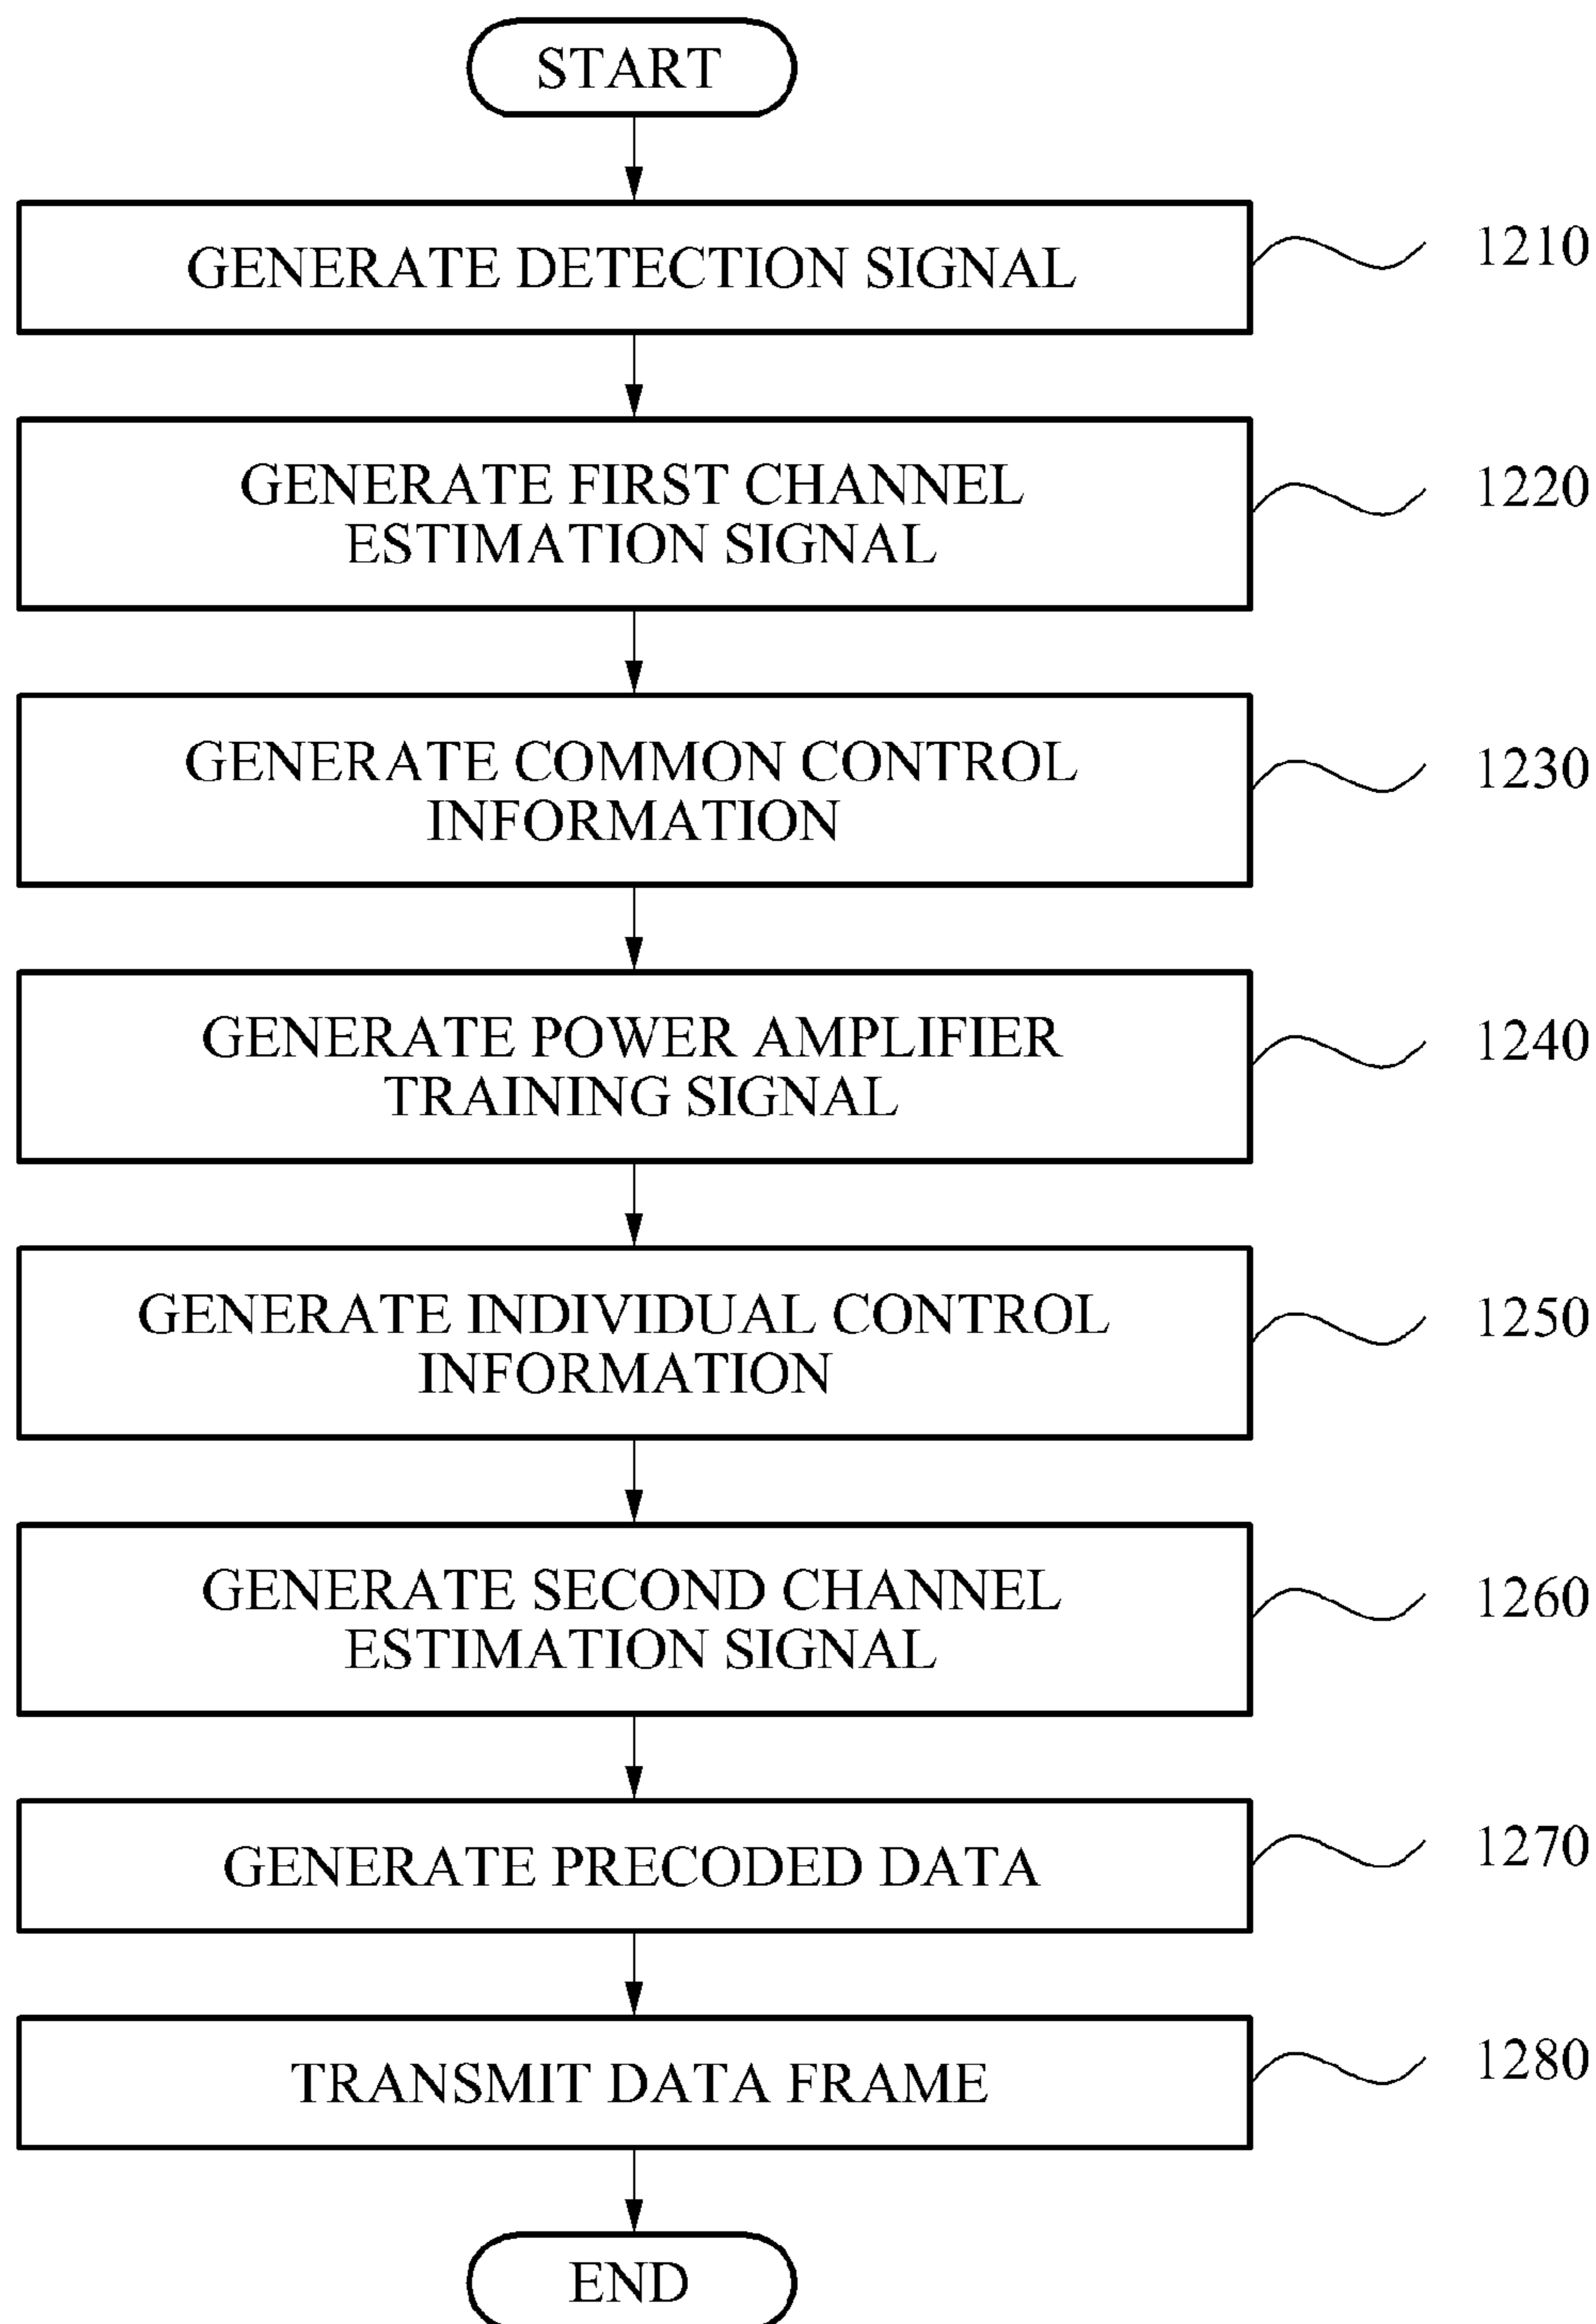 START
GENERATE DETECTION SIGNAL
1210
GENERATE FIRST CHANNEL
ESTIMATION SIGNAL
1220
GENERATE COMMON CONTROL
INFORMATION
1230
GENERATE POWER AMPLIFIER
TRAINING SIGNAL
1240
GENERATE INDIVIDUAL CONTROL
INFORMATION
1250
GENERATE SECOND CHANNEL
ESTIMATION SIGNAL
1260
GENERATE PRECODED DATA
1270
TRANSMIT DATA FRAME
1280
END